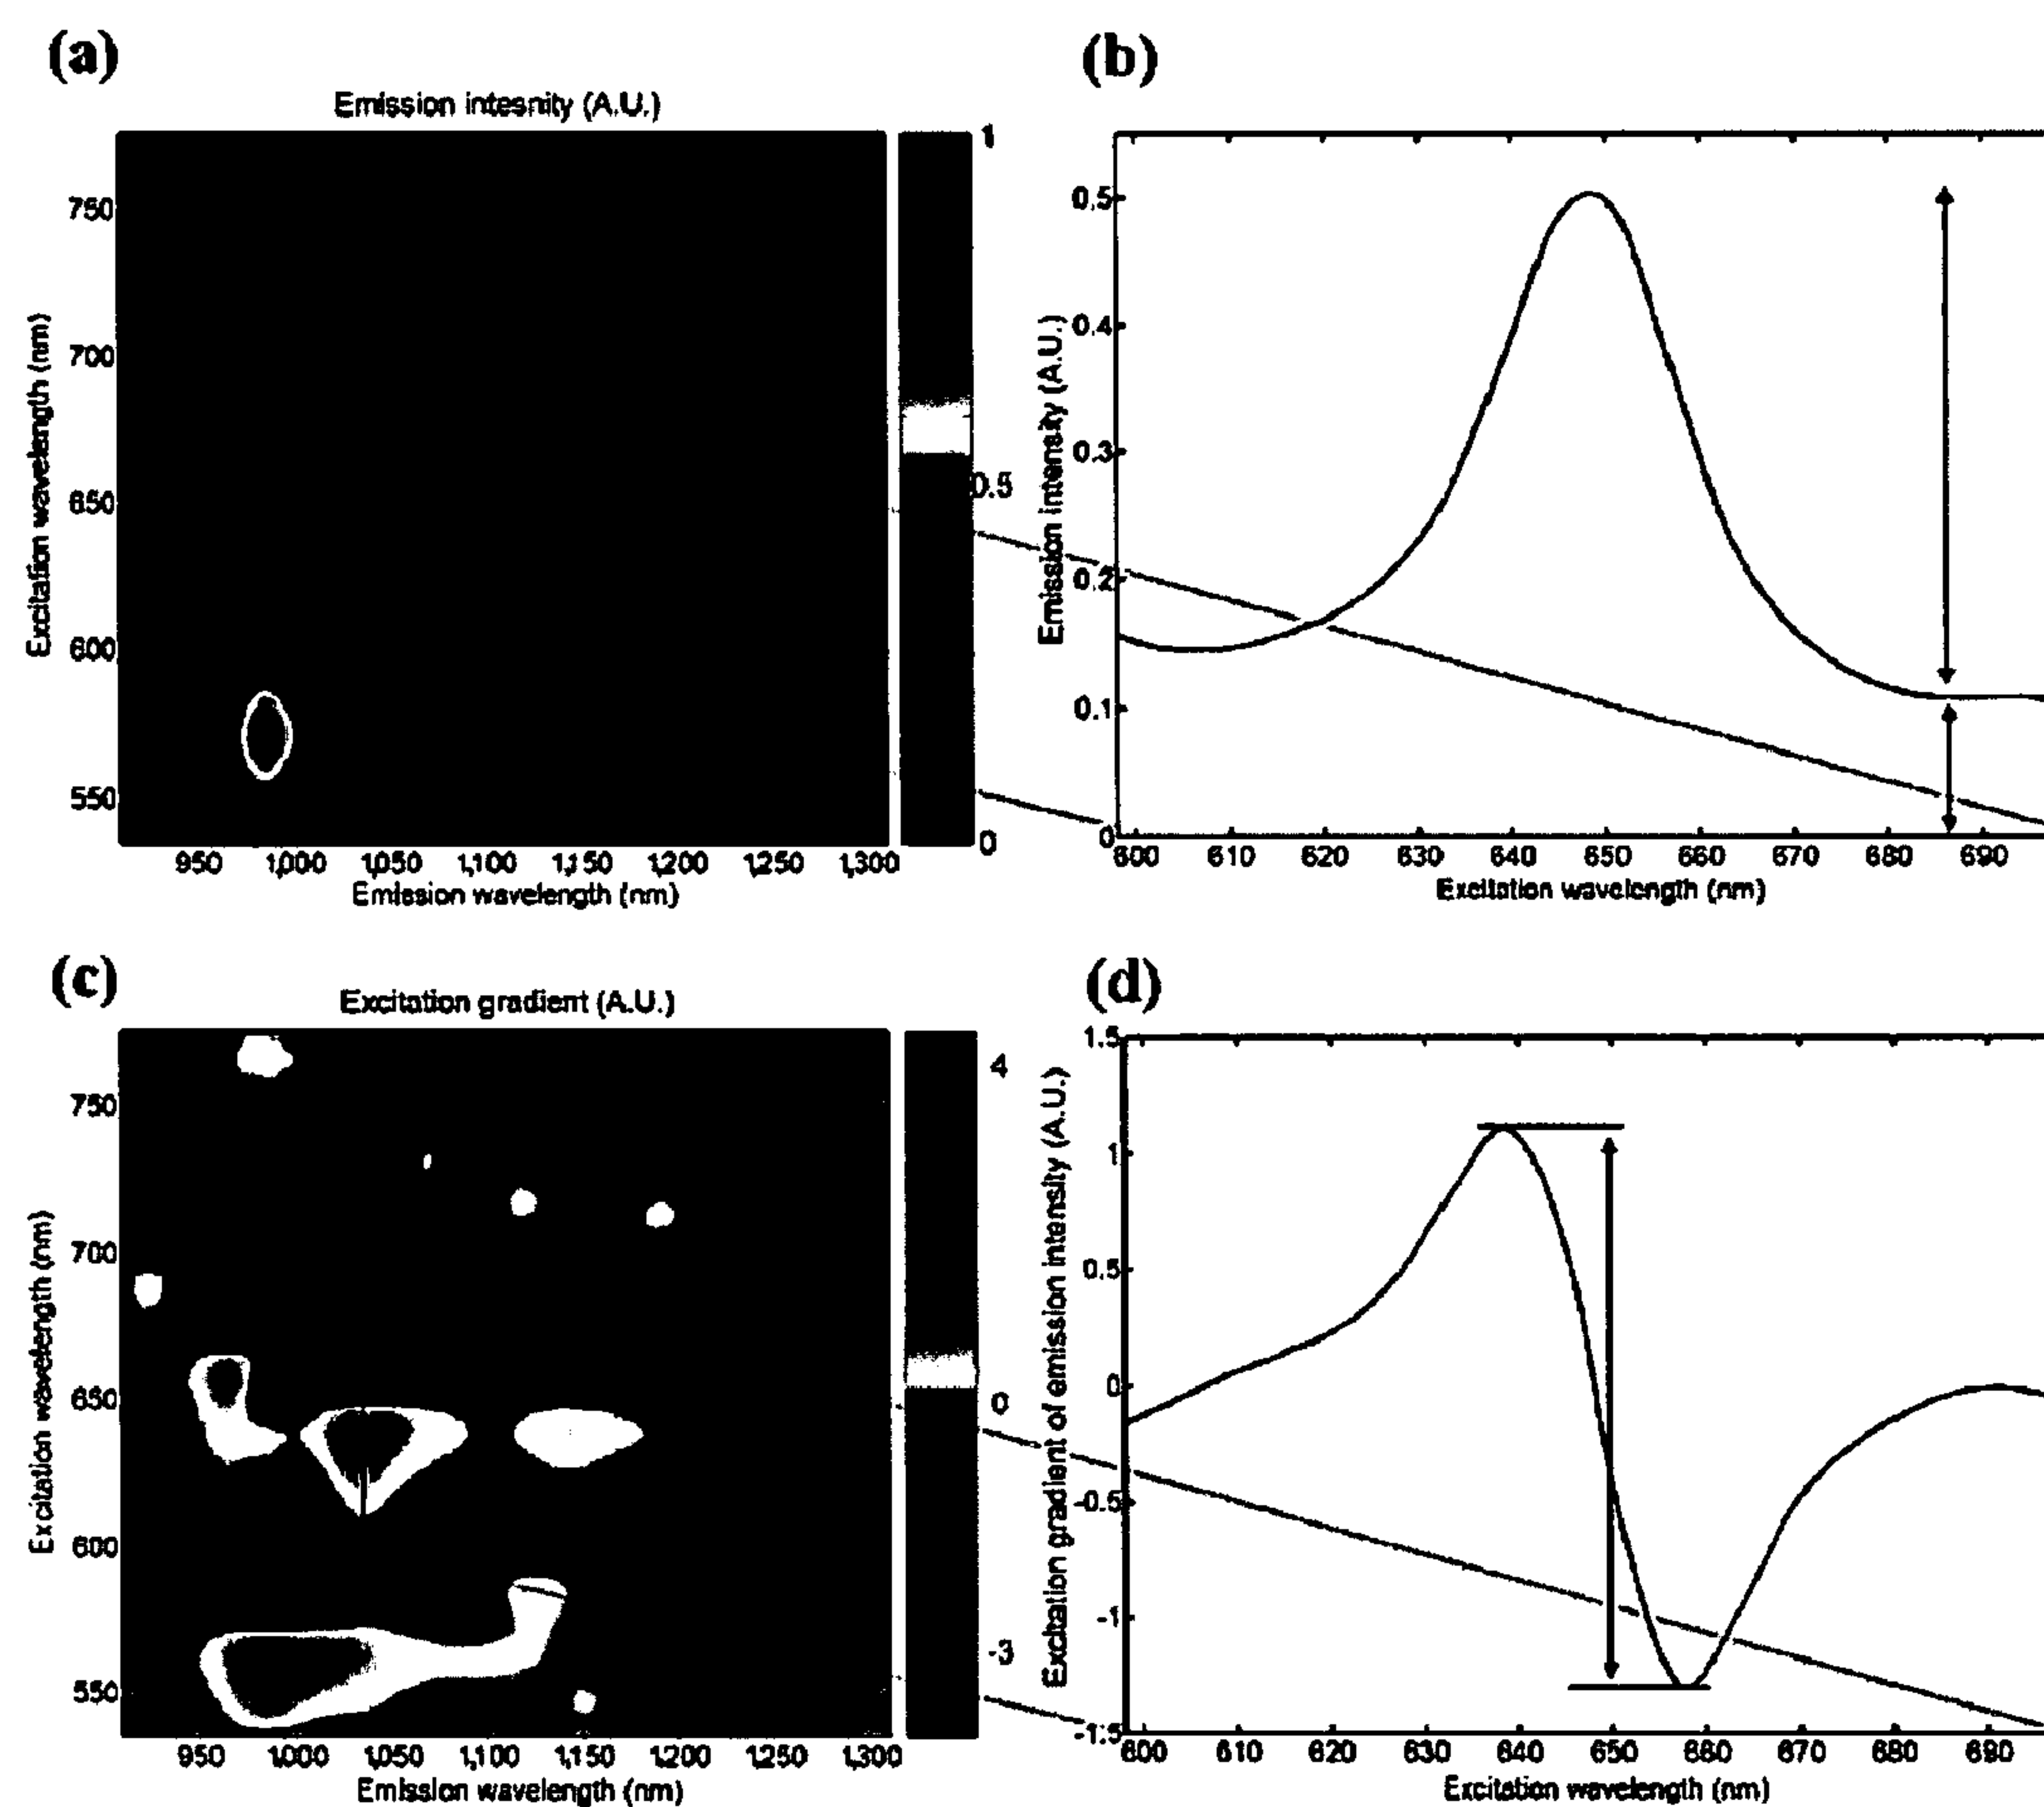 (a)
Emission intesnity (A.U.)
1
0.5
0
750
700
650
600
550
Excitation wavelength (nm)
950 1,000 1,050 1,100 1,150 1,200 1,250 1,300
Emission wavelength (nm)
(b)
0.5
0.4
0.3
0.2
0.1
0
Emission intensity (A.U.)
600 610 620 630 640 650 660 670 680 690
Excitation wavelength (nm)
(c)
Excitation gradient (A.U.)
4
0
-3
750
700
650
600
550
Excitation wavelength (nm)
950 1,000 1,050 1,100 1,150 1,200 1,250 1,300
Emission wavelength (nm)
(d)
1.5
1
0.5
0
-0.5
-1
-1.5
Excitation gradient of emission intensity (A.U.)
600 610 620 630 640 650 660 670 680 690
Excitation wavelength (nm)